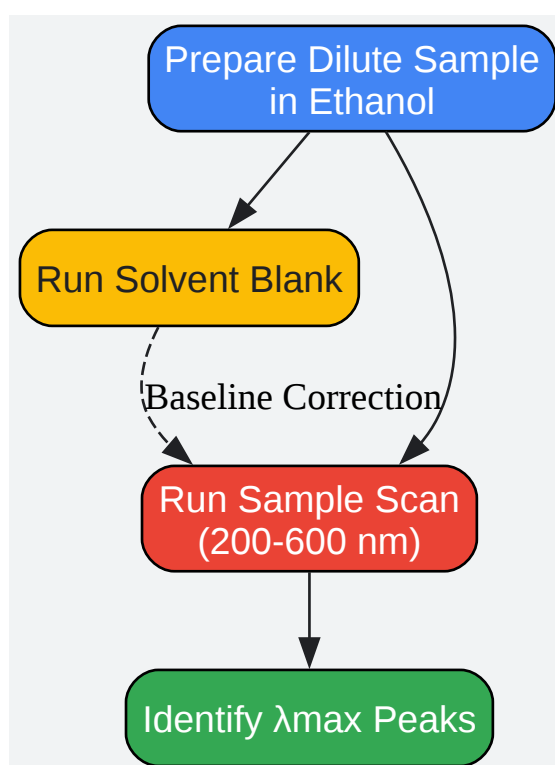 Prepare Dilute Sample
in Ethanol
Run Solvent Blank
Baseline Correction
Run Sample Scan
(200-600 nm)
Identify λmax Peaks